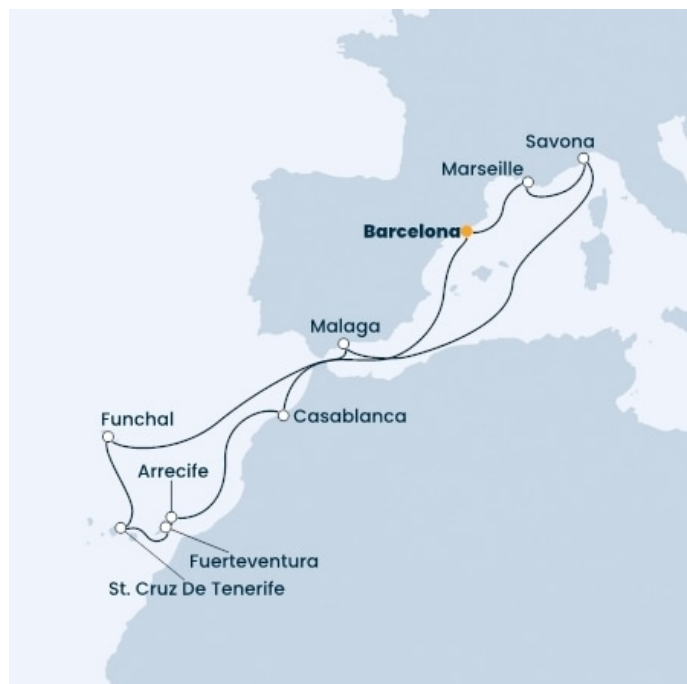 Savona
Marseille
Barcelona
Malaga
Funchal
Casablanca
Arrecife
Fuerteventura
St. Cruz De Tenerife